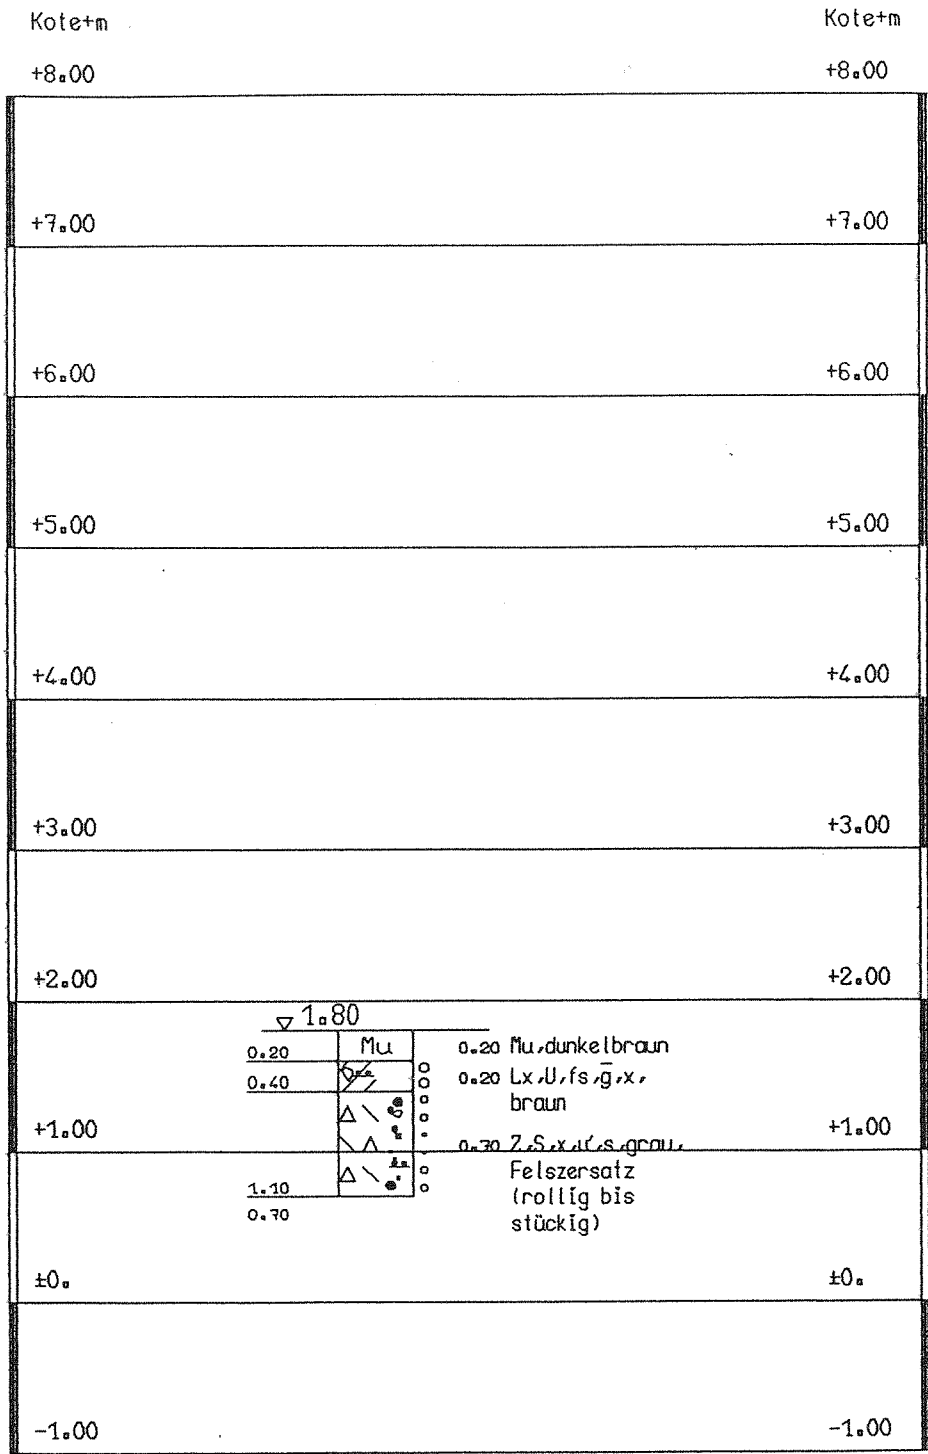 Kote+m Kote+m
+8.00 +8.00
+7.00 +7.00
+6.00 +6.00
+5.00 +5.00
+4.00 +4.00
+3.00 +3.00
+2.00 +2.00
1.80
0.20 Mu 0.20 Mu,dunkelbraun
0.40 0.20 Lx,U,fs,g̅,x,
braun
+1.00 +1.00
0.70 Z,S,x,u',s,grau,
Felszersatz
1.10 (rollig bis
0.70 stückig)
±0. ±0.
-1.00 -1.00